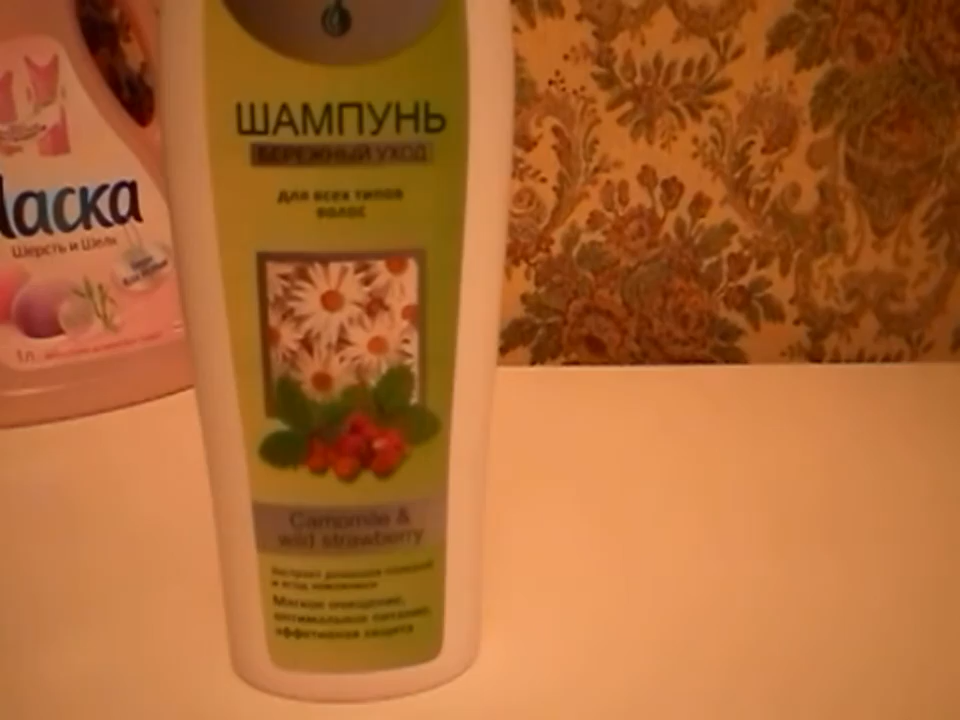 ШАМПУНЬ
БЕРЕЖНЫЙ УХОД
для всех типов
волос
Camomile &
wild strawberry
Экстракт ромашки
и ягод земляники
Мягкое очищение,
оптимальное питание,
эффективная защита
Ласка
Шерсть и Шелк
1л